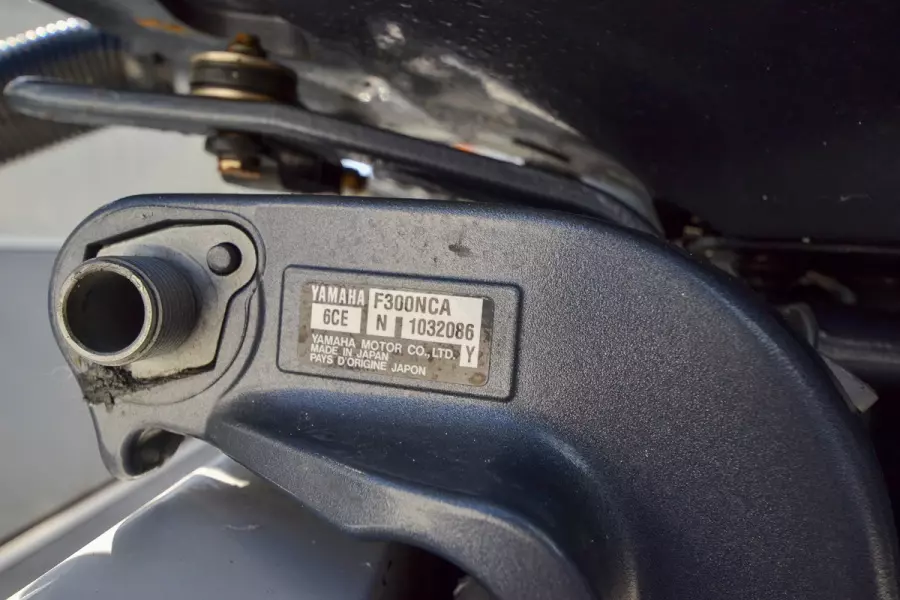 YAMAHA F300NCA
6CE N 1032086
Y
YAMAHA MOTOR CO.,LTD.
MADE IN JAPAN
PAYS D'ORIGINE JAPON